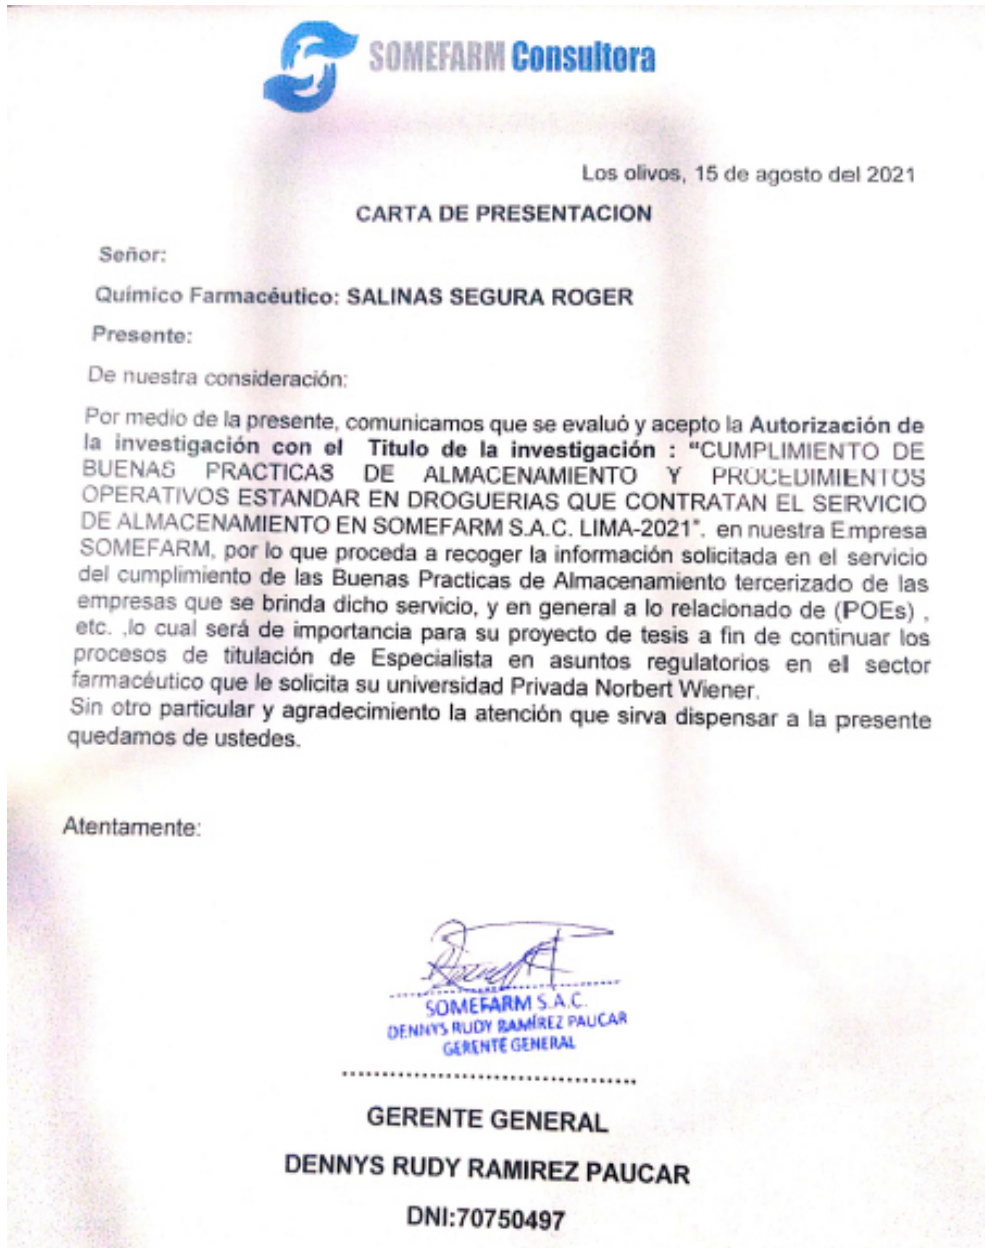 SOMEFARM Consultora
Los olivos, 15 de agosto del 2021
CARTA DE PRESENTACION
Señor:
Químico Farmacéutico: SALINAS SEGURA ROGER
Presente:
De nuestra consideración:
Por medio de la presente, comunicamos que se evaluó y acepto la Autorización de
la investigación con el Titulo de la investigación : “CUMPLIMIENTO DE
BUENAS PRACTICAS DE ALMACENAMIENTO Y PROCEDIMIENTOS
OPERATIVOS ESTANDAR EN DROGUERIAS QUE CONTRATAN EL SERVICIO
DE ALMACENAMIENTO EN SOMEFARM S.A.C. LIMA-2021”. en nuestra Empresa
SOMEFARM, por lo que proceda a recoger la información solicitada en el servicio
del cumplimiento de las Buenas Practicas de Almacenamiento tercerizado de las
empresas que se brinda dicho servicio, y en general a lo relacionado de (POEs) ,
etc. ,lo cual será de importancia para su proyecto de tesis a fin de continuar los
procesos de titulación de Especialista en asuntos regulatorios en el sector
farmacéutico que le solicita su universidad Privada Norbert Wiener.
Sin otro particular y agradecimiento la atención que sirva dispensar a la presente
quedamos de ustedes.
Atentamente:
SOMEFARM S.A.C.
DENNYS RUDY RAMÍREZ PAUCAR
GERENTE GENERAL
GERENTE GENERAL
DENNYS RUDY RAMIREZ PAUCAR
DNI:70750497